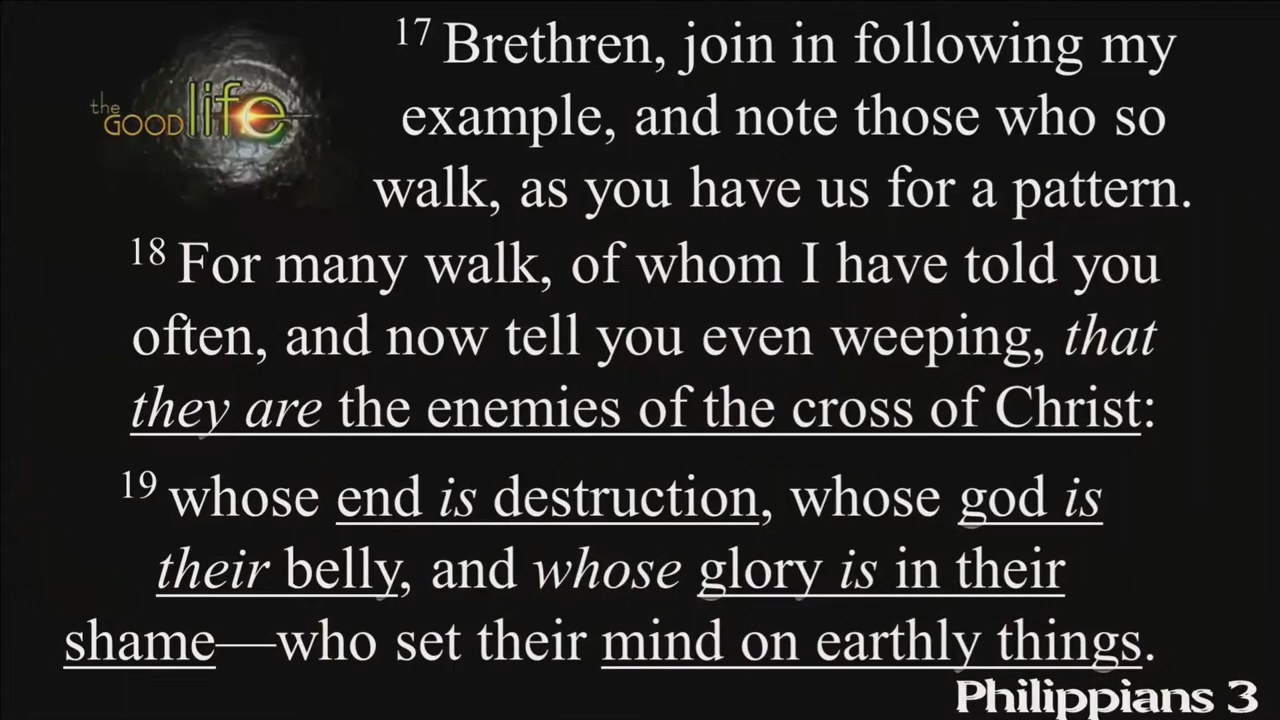 the GOOD life
17 Brethren, join in following my
example, and note those who so
walk, as you have us for a pattern.
18 For many walk, of whom I have told you
often, and now tell you even weeping, that
they are the enemies of the cross of Christ:
19 whose end is destruction, whose god is
their belly, and whose glory is in their
shame—who set their mind on earthly things.
Philippians 3